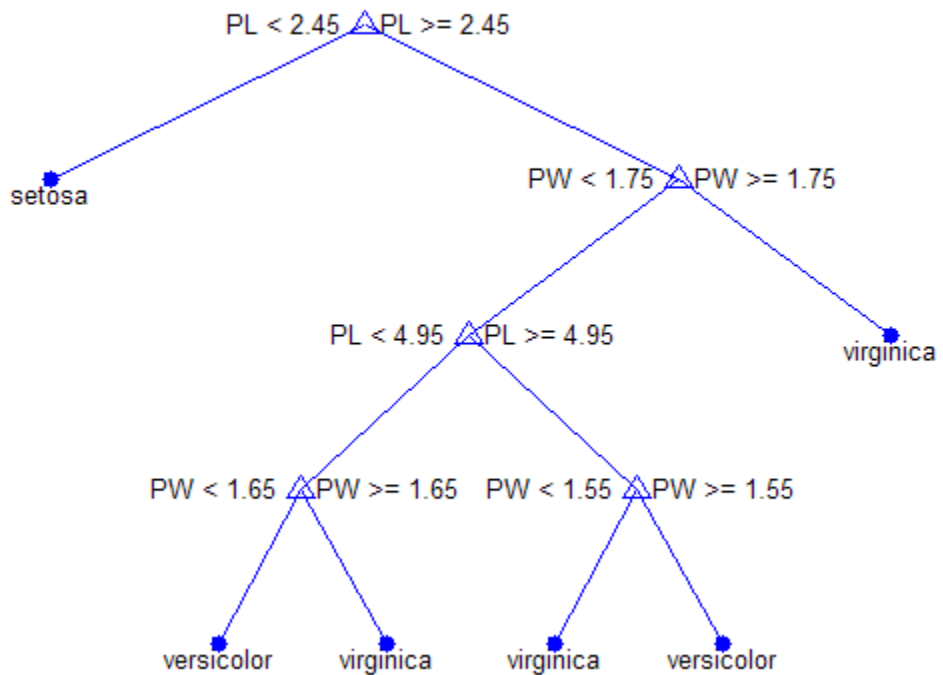 PL < 2.45 PL >= 2.45
setosa
PW < 1.75 PW >= 1.75
PL < 4.95 PL >= 4.95
virginica
PW < 1.65 PW >= 1.65 PW < 1.55 PW >= 1.55
versicolor virginica virginica versicolor